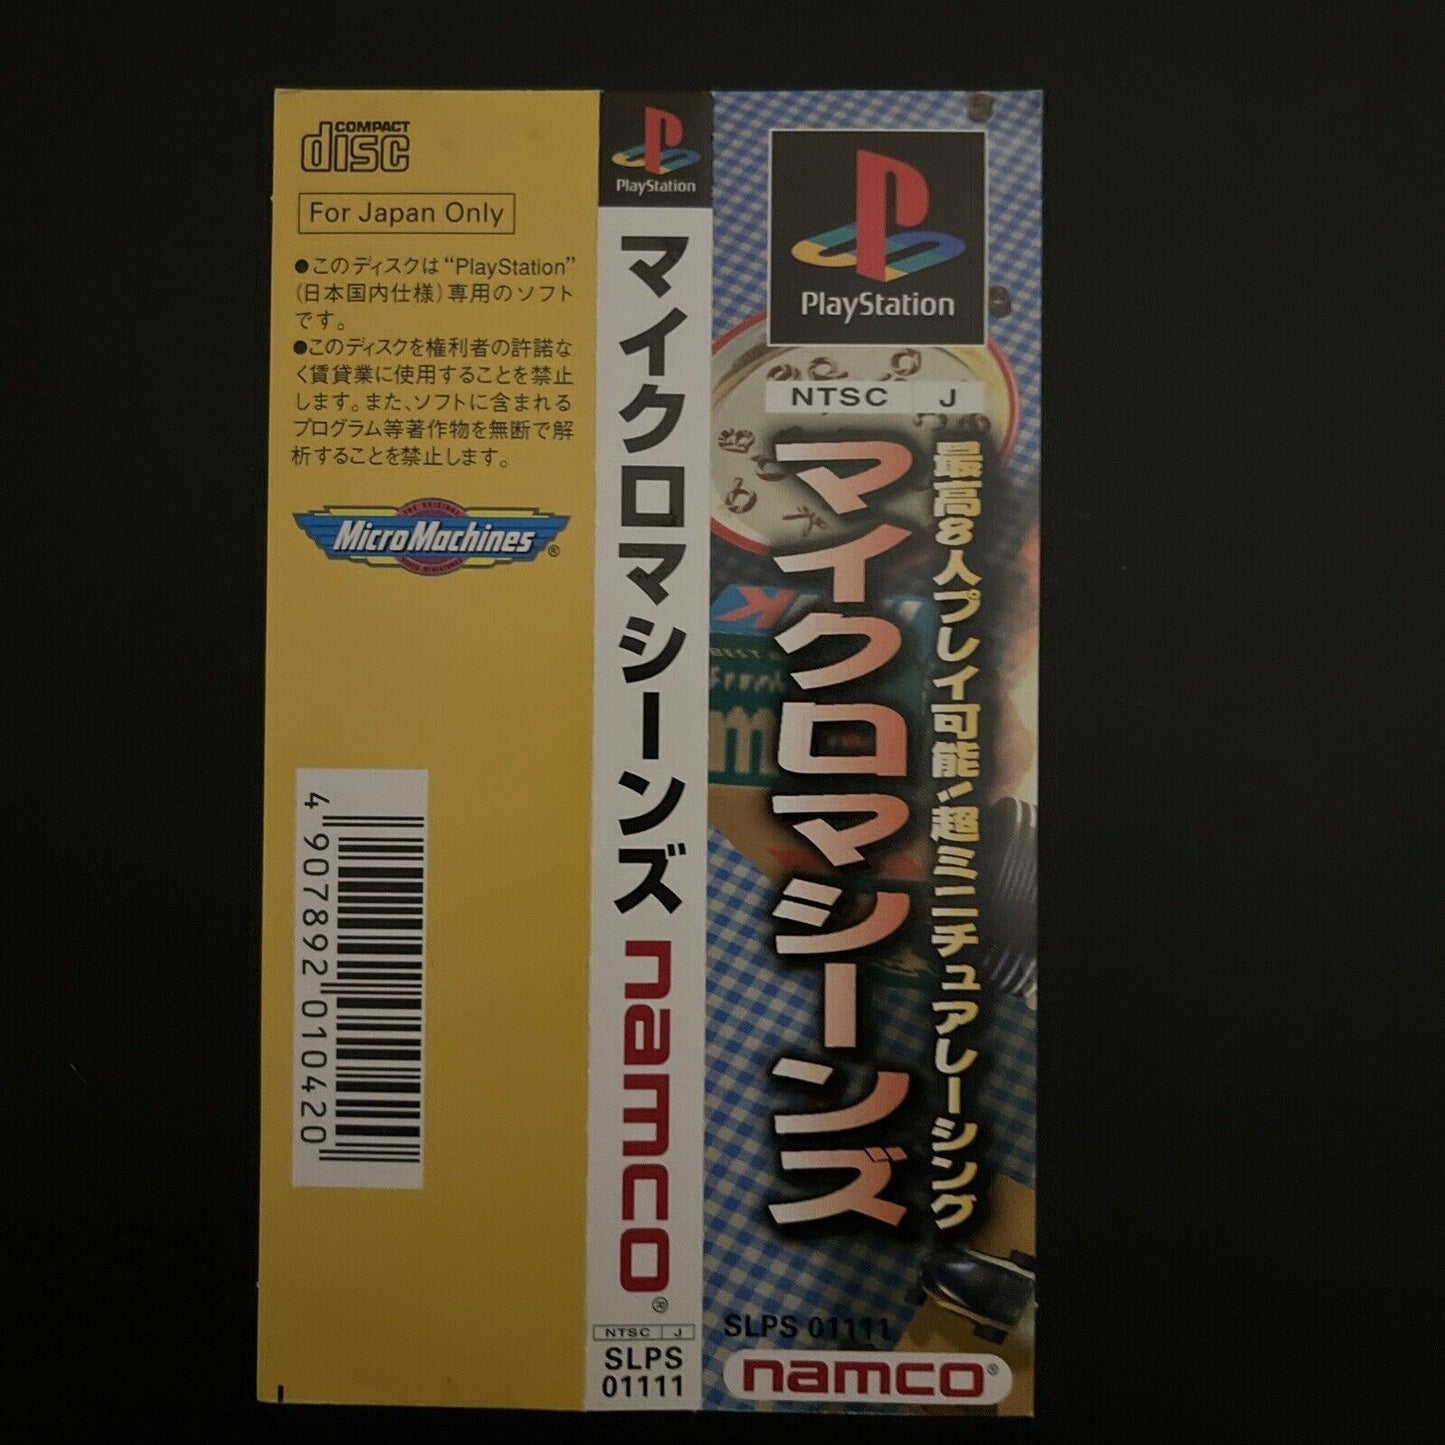 COMPACT
disc
For Japan Only
●このディスクは“PlayStation”
(日本国内仕様)専用のソフト
です。
●このディスクを権利者の許諾な
く賃貸業に使用することを禁止
します。また、ソフトに含まれる
プログラム等著作物を無断で解
析することを禁止します。
THE ORIGINAL
MicroMachines®
4907892010420
PlayStation
マイクロマシーンズ
namco®
NTSC J
SLPS
01111
PlayStation
NTSC J
最高8人プレイ可能!超ミニチュアレーシング
マイクロマシーンズ
SLPS 01111
namco®